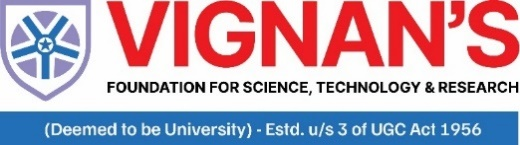 VIGNAN'S
FOUNDATION FOR SCIENCE, TECHNOLOGY & RESEARCH
(Deemed to be University) - Estd. u/s 3 of UGC Act 1956